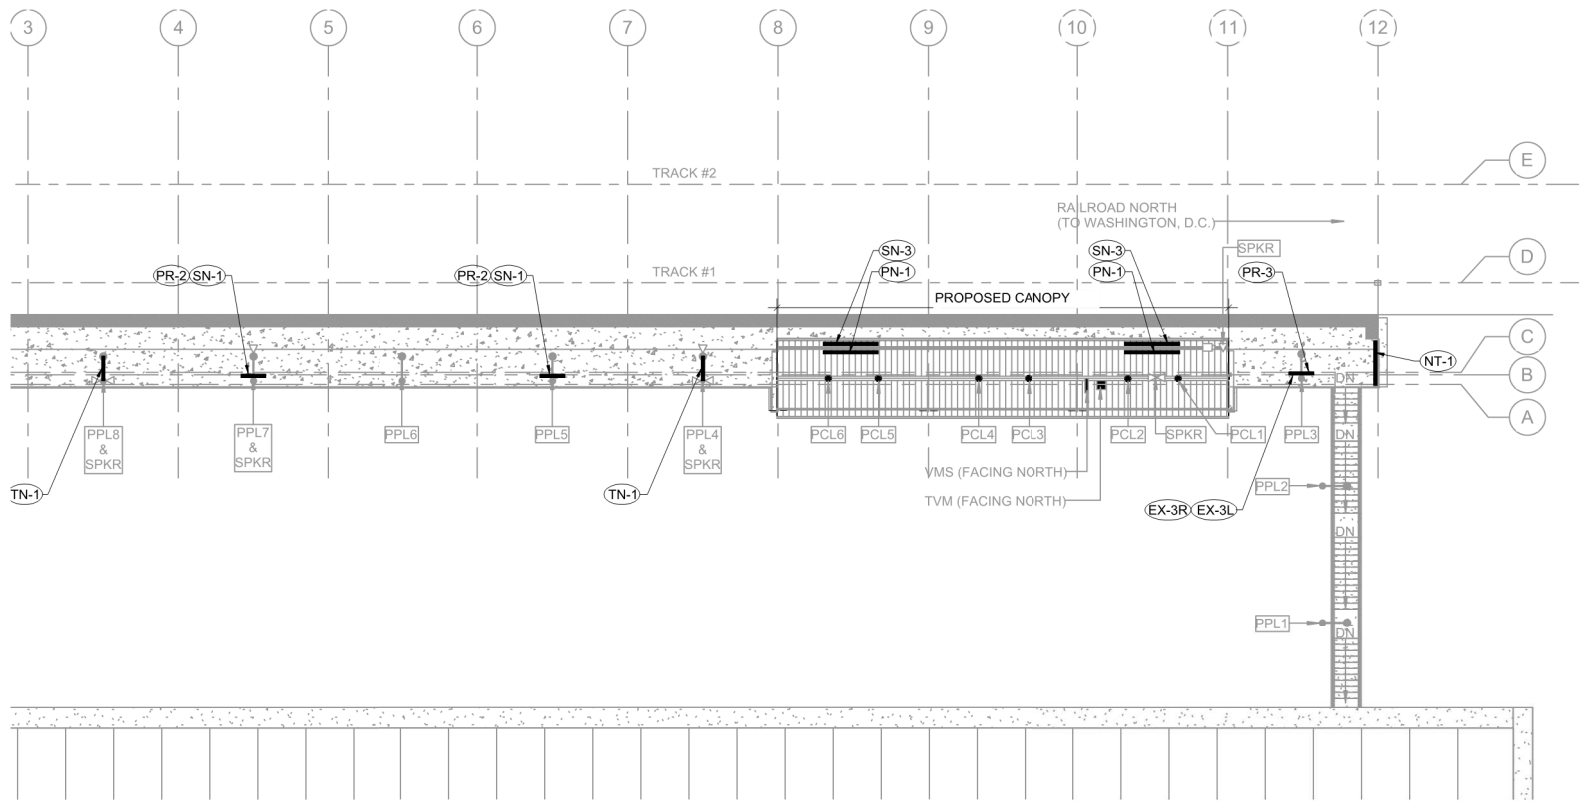 3 4 5 6 7 8 9 10 11 12
E
TRACK #2
RAILROAD NORTH
(TO WASHINGTON, D.C.)
SN-3 SN-3 SPKR
D
PR-2 SN-1 PR-2 SN-1 TRACK #1 PN-1 PN-1 PR-3
PROPOSED CANOPY
C
NT-1
B
DN
A
PPL8
&
SPKR
PPL7
&
SPKR
PPL6
PPL5
PPL4
&
SPKR
PCL6 PCL5 PCL4 PCL3 PCL2 SPKR PCL1 PPL3 DN
VMS (FACING NORTH)
PPL2
TN-1 TN-1 TVM (FACING NORTH)
EX-3R EX-3L
DN
PPL1
DN